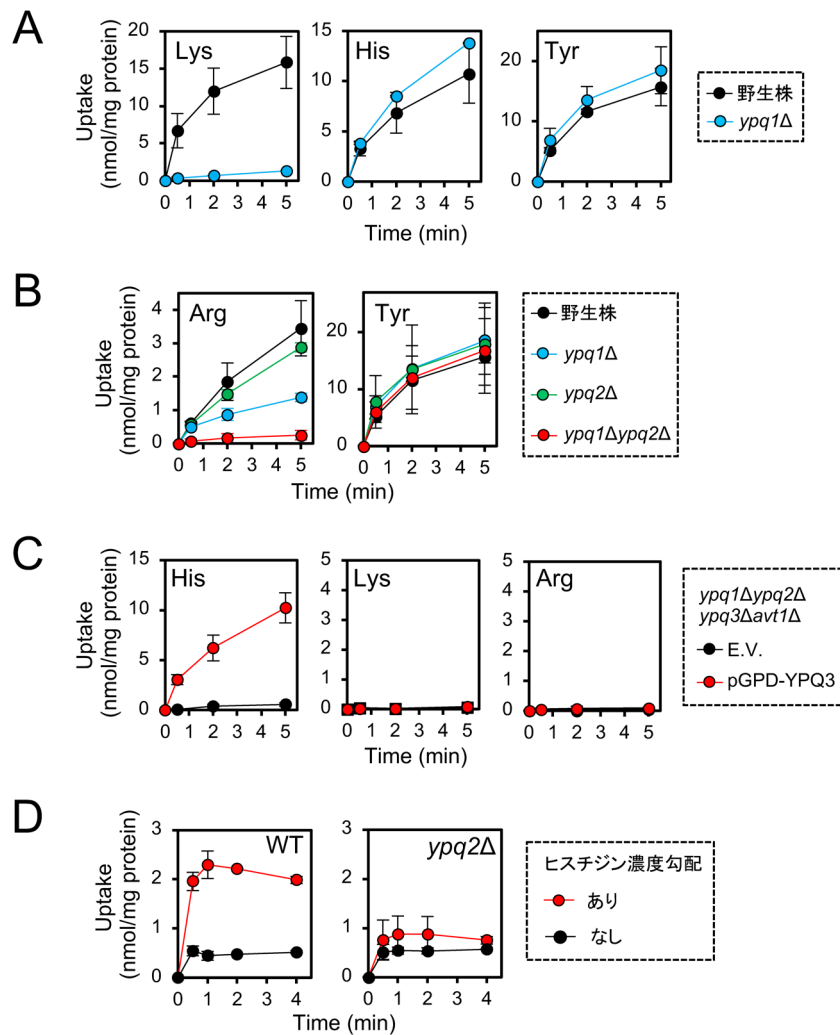 A
Lys
His
Tyr
Uptake
(nmol/mg protein)
20
15
10
5
0
0 1 2 3 4 5
15
10
5
0
0 1 2 3 4 5
20
10
0
0 1 2 3 4 5
Time (min)
野生株
ypq1Δ
B
Arg
Tyr
Uptake
(nmol/mg protein)
4
3
2
1
0
0 1 2 3 4 5
20
10
0
0 1 2 3 4 5
Time (min)
野生株
ypq1Δ
ypq2Δ
ypq1Δypq2Δ
C
His
Lys
Arg
Uptake
(nmol/mg protein)
15
10
5
0
0 1 2 3 4 5
5
4
3
2
1
0
0 1 2 3 4 5
5
4
3
2
1
0
0 1 2 3 4 5
Time (min)
ypq1Δypq2Δ
ypq3Δavt1Δ
E.V.
pGPD-YPQ3
D
WT
ypq2Δ
Uptake
(nmol/mg protein)
3
2
1
0
0 1 2 3 4
3
2
1
0
0 1 2 3 4
Time (min)
ヒスチジン濃度勾配
あり
なし